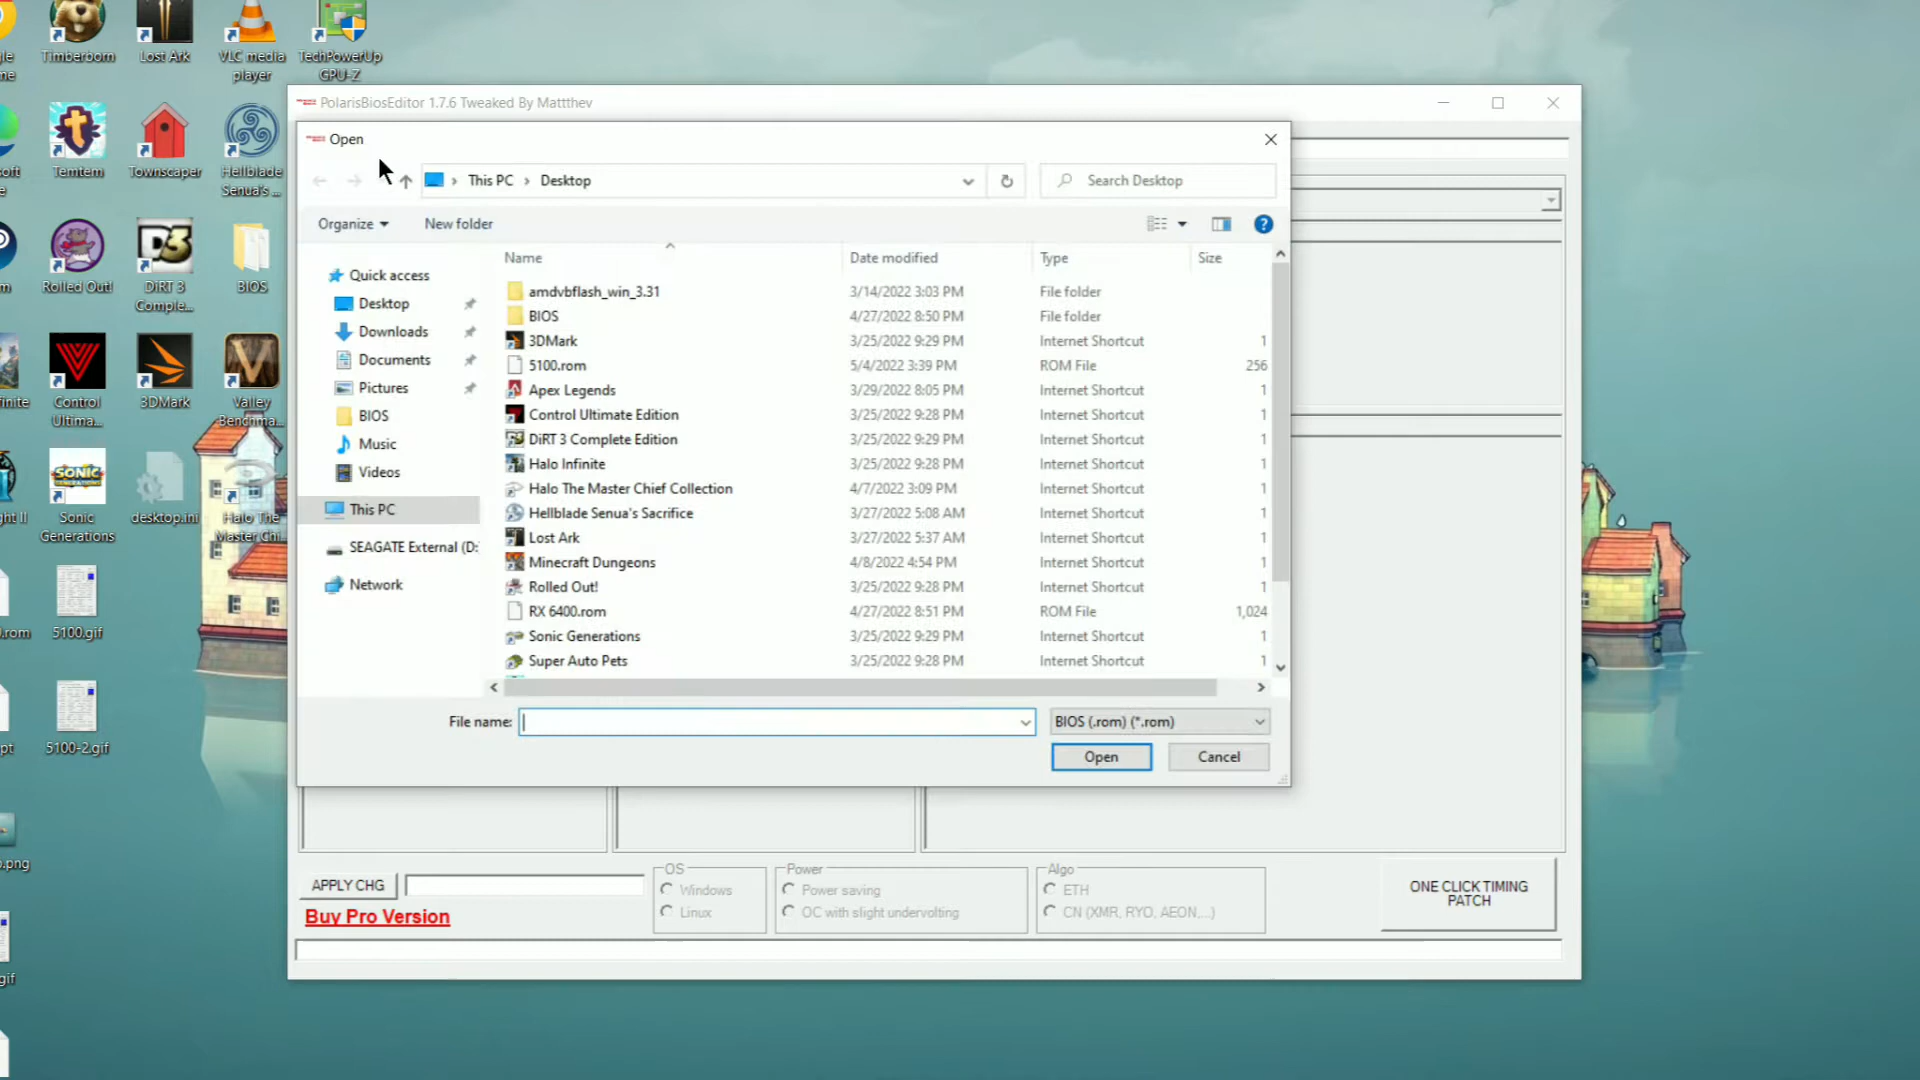 Timberborn
Lost Ark
VLC media player
TechPowerUp GPU-Z
Temtem
Townscaper
Hellblade Senua's ...
Rolled Out!
DiRT 3 Comple...
BIOS
Control Ultima...
3DMark
Valley Benchma...
Sonic Generations
desktop.ini
Halo The Master Chi...
5100.gif
5100-2.gif
PolarisBiosEditor 1.7.6 Tweaked By Mattthev
Open
This PC > Desktop
Search Desktop
Organize
New folder
Name Date modified Type Size
Quick access
Desktop
Downloads
Documents
Pictures
BIOS
Music
Videos
This PC
SEAGATE External (D:
Network
amdvbflash_win_3.31 3/14/2022 3:03 PM File folder
BIOS 4/27/2022 8:50 PM File folder
3DMark 3/25/2022 9:29 PM Internet Shortcut 1
5100.rom 5/4/2022 3:39 PM ROM File 256
Apex Legends 3/29/2022 8:05 PM Internet Shortcut 1
Control Ultimate Edition 3/25/2022 9:28 PM Internet Shortcut 1
DiRT 3 Complete Edition 3/25/2022 9:29 PM Internet Shortcut 1
Halo Infinite 3/25/2022 9:28 PM Internet Shortcut 1
Halo The Master Chief Collection 4/7/2022 3:09 PM Internet Shortcut 1
Hellblade Senua's Sacrifice 3/27/2022 5:08 AM Internet Shortcut 1
Lost Ark 3/27/2022 5:37 AM Internet Shortcut 1
Minecraft Dungeons 4/8/2022 4:54 PM Internet Shortcut 1
Rolled Out! 3/25/2022 9:28 PM Internet Shortcut 1
RX 6400.rom 4/27/2022 8:51 PM ROM File 1,024
Sonic Generations 3/25/2022 9:29 PM Internet Shortcut 1
Super Auto Pets 3/25/2022 9:28 PM Internet Shortcut 1
File name:
BIOS (.rom) (*.rom)
Open
Cancel
APPLY CHG
Buy Pro Version
OS
Windows
Linux
Power
Power saving
OC with slight undervolting
Algo
ETH
CN (XMR, RYO, AEON,...)
ONE CLICK TIMING
PATCH